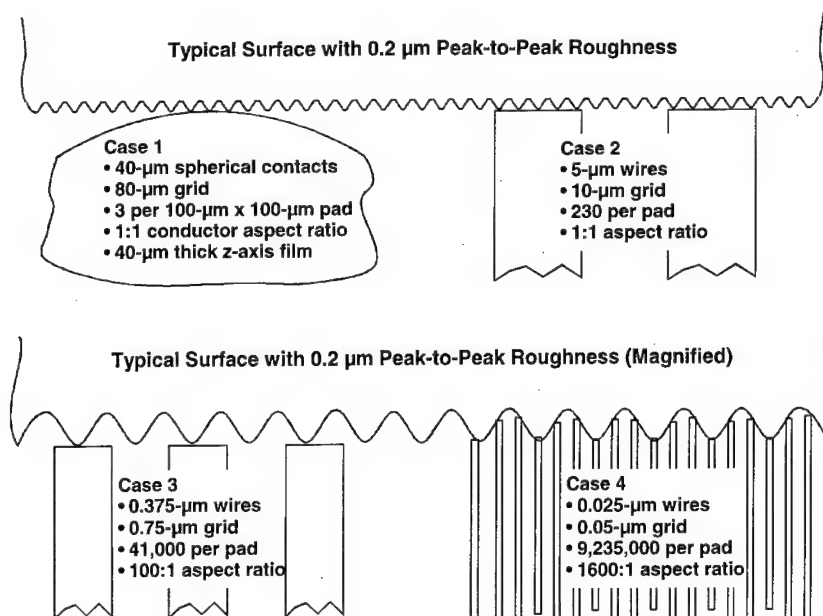 Typical Surface with 0.2 µm Peak-to-Peak Roughness
Case 1
• 40-µm spherical contacts
• 80-µm grid
• 3 per 100-µm x 100-µm pad
• 1:1 conductor aspect ratio
• 40-µm thick z-axis film
Case 2
• 5-µm wires
• 10-µm grid
• 230 per pad
• 1:1 aspect ratio
Typical Surface with 0.2 µm Peak-to-Peak Roughness (Magnified)
Case 3
• 0.375-µm wires
• 0.75-µm grid
• 41,000 per pad
• 100:1 aspect ratio
Case 4
• 0.025-µm wires
• 0.05-µm grid
• 9,235,000 per pad
• 1600:1 aspect ratio